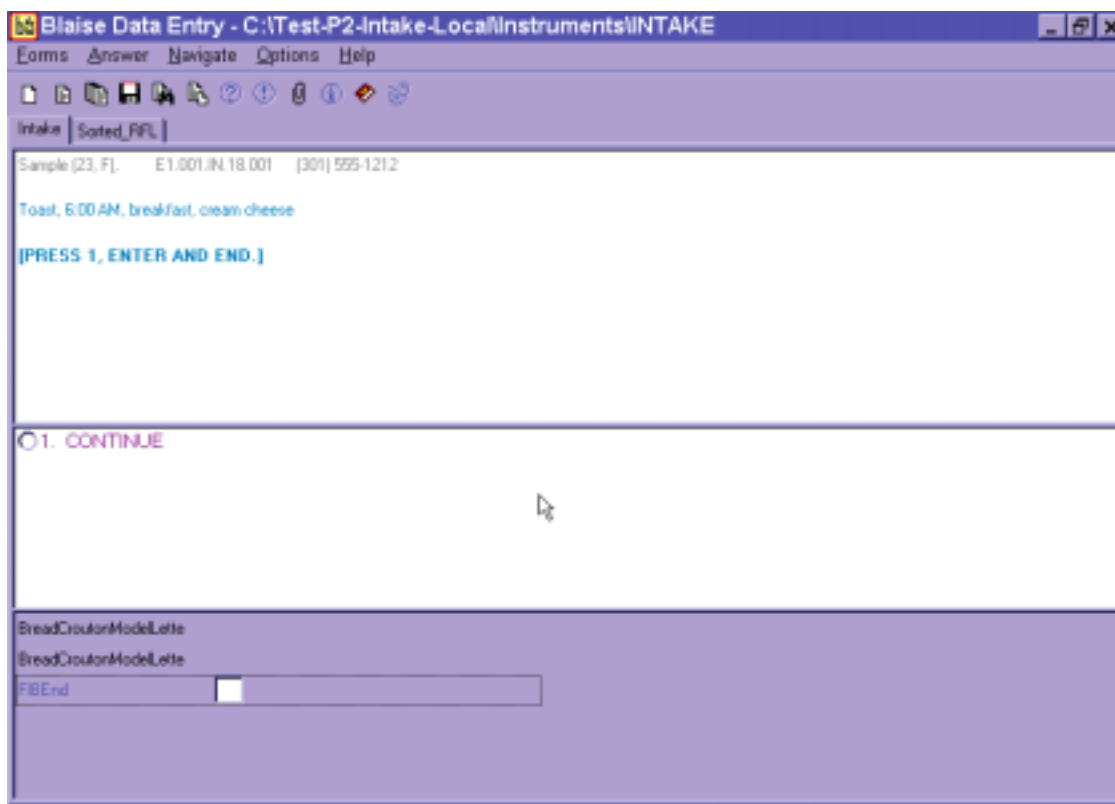 Blaise Data Entry - C:\Test-P2-Intake-Local\Instruments\INTAKE
Forms Answer Navigate Options Help
Intake Sorted_RFL
Sample (23, F), E1.001.IN.18.001 (301) 555-1212
Toast, 6:00 AM, breakfast, cream cheese
[PRESS 1, ENTER AND END.]
1. CONTINUE
BreadCroutonModelLette
BreadCroutonModelLette
FIBEnd